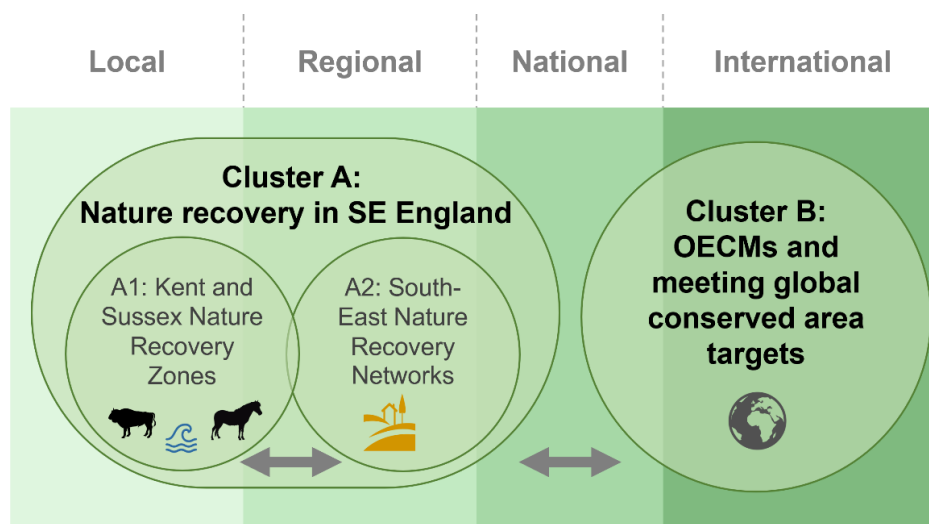 Local
Regional
National
International
Cluster A:
Nature recovery in SE England
A1: Kent and
Sussex Nature
Recovery
Zones
A2: South-
East Nature
Recovery
Networks
Cluster B:
OECMs and
meeting global
conserved area
targets